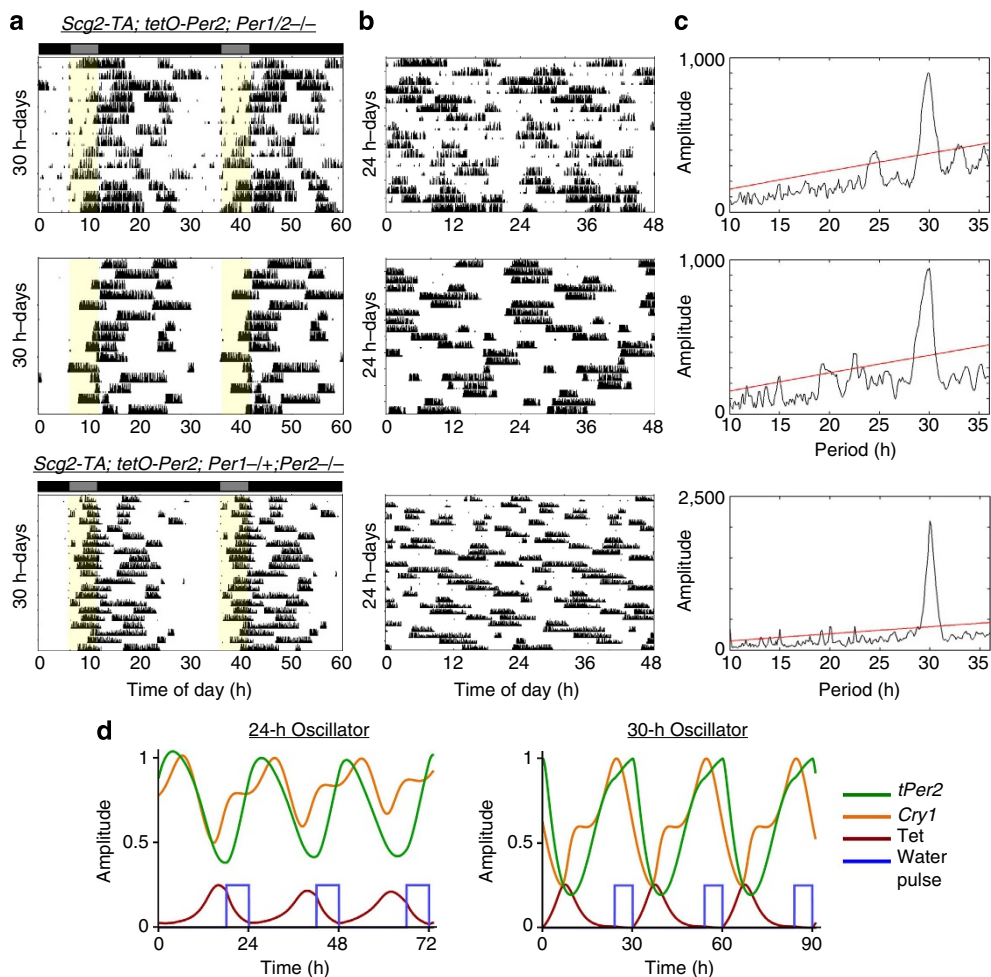 a
Scg2-TA; tetO-Per2; Per1/2–/–
b
c
30 h–days
0 10 20 30 40 50 60
24 h–days
0 12 24 36 48
Amplitude
1,000
0
10 15 20 25 30 35
30 h–days
0 10 20 30 40 50 60
24 h–days
0 12 24 36 48
Amplitude
1,000
0
10 15 20 25 30 35
Period (h)
Scg2-TA; tetO-Per2; Per1–/+;Per2–/–
30 h–days
0 10 20 30 40 50 60
Time of day (h)
24 h–days
0 12 24 36 48
Time of day (h)
Amplitude
2,500
0
10 15 20 25 30 35
Period (h)
d
24-h Oscillator
Amplitude
1
0.5
0
0 24 48 72
Time (h)
30-h Oscillator
Amplitude
1
0.5
0
0 30 60 90
Time (h)
tPer2
Cry1
Tet
Water
pulse